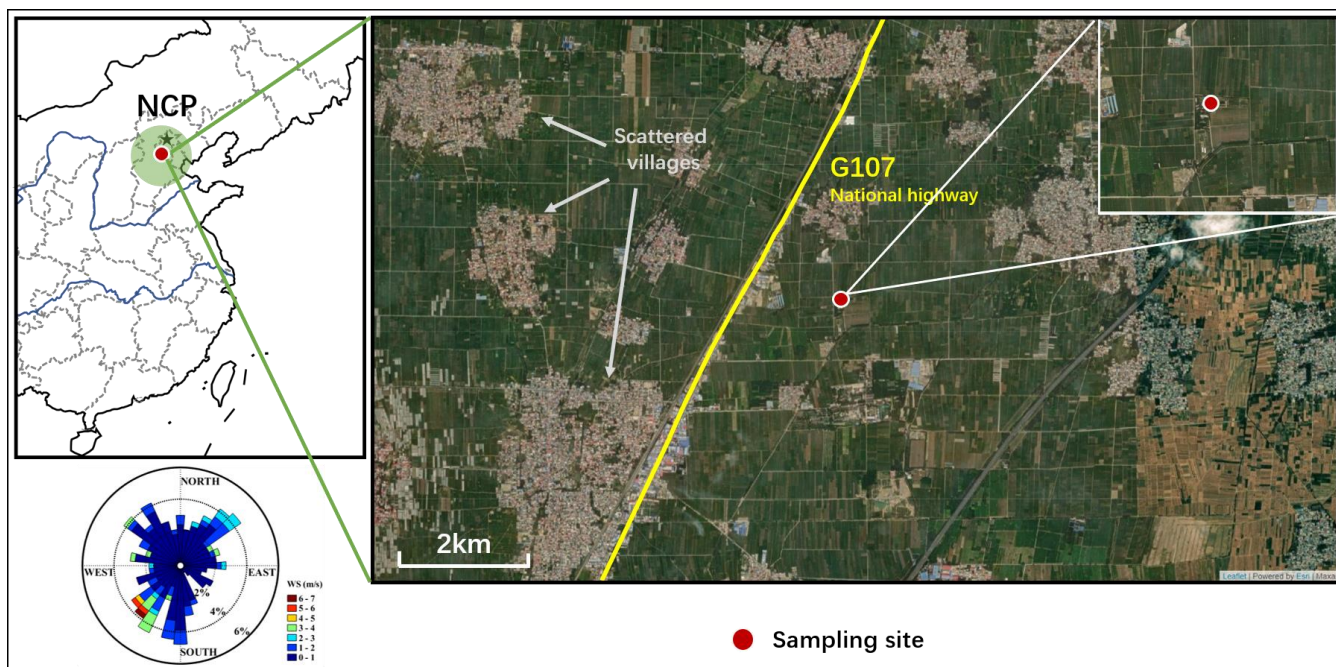 NCP
Scattered
villages
G107
National highway
2km
Leaflet | Powered by Esri | Maxa
NORTH
WEST
EAST
SOUTH
2%
4%
6%
WS (m/s)
6 - 7
5 - 6
4 - 5
3 - 4
2 - 3
1 - 2
0 - 1
Sampling site